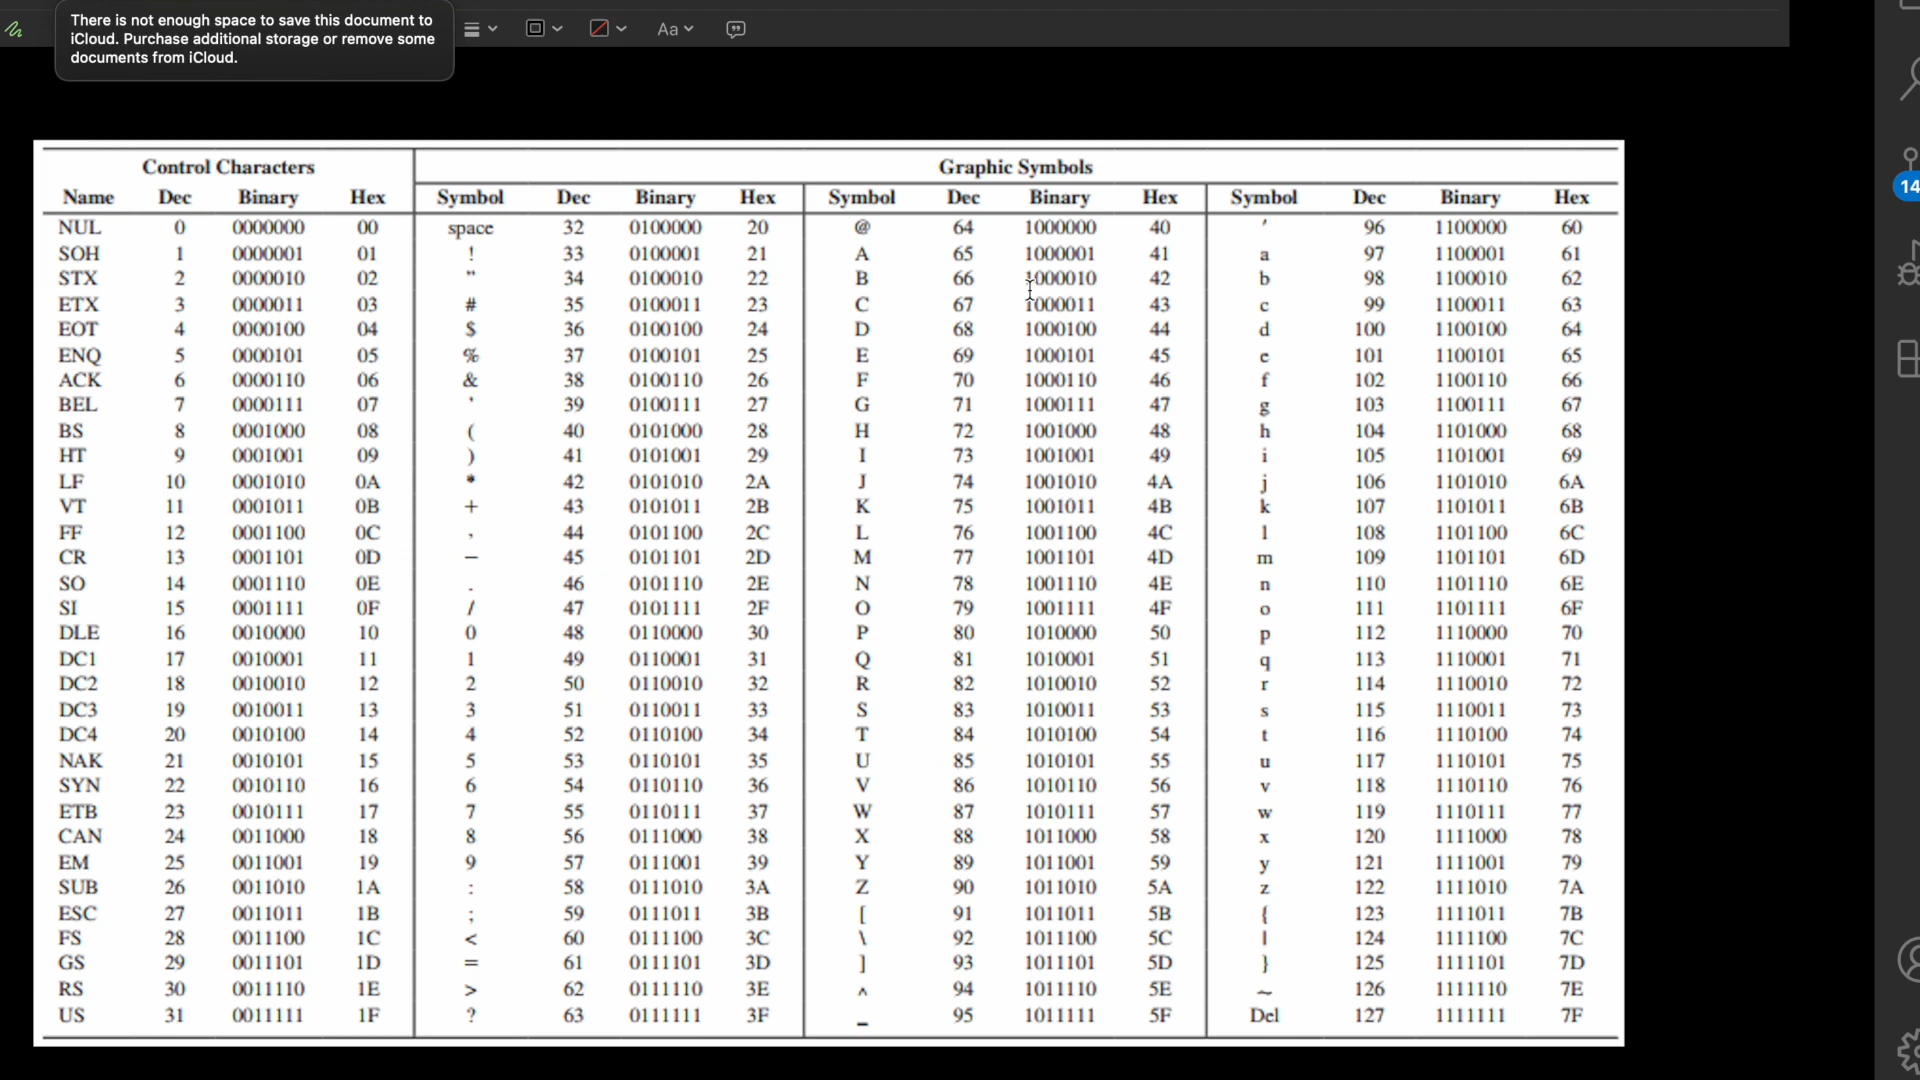 There is not enough space to save this document to
iCloud. Purchase additional storage or remove some
documents from iCloud.
Aa
14
Control Characters Graphic Symbols
Name Dec Binary Hex Symbol Dec Binary Hex Symbol Dec Binary Hex Symbol Dec Binary Hex
NUL 0 0000000 00 space 32 0100000 20 @ 64 1000000 40 ′ 96 1100000 60
SOH 1 0000001 01 ! 33 0100001 21 A 65 1000001 41 a 97 1100001 61
STX 2 0000010 02 " 34 0100010 22 B 66 1000010 42 b 98 1100010 62
ETX 3 0000011 03 # 35 0100011 23 C 67 1000011 43 c 99 1100011 63
EOT 4 0000100 04 $ 36 0100100 24 D 68 1000100 44 d 100 1100100 64
ENQ 5 0000101 05 % 37 0100101 25 E 69 1000101 45 e 101 1100101 65
ACK 6 0000110 06 & 38 0100110 26 F 70 1000110 46 f 102 1100110 66
BEL 7 0000111 07 ' 39 0100111 27 G 71 1000111 47 g 103 1100111 67
BS 8 0001000 08 ( 40 0101000 28 H 72 1001000 48 h 104 1101000 68
HT 9 0001001 09 ) 41 0101001 29 I 73 1001001 49 i 105 1101001 69
LF 10 0001010 0A * 42 0101010 2A J 74 1001010 4A j 106 1101010 6A
VT 11 0001011 0B + 43 0101011 2B K 75 1001011 4B k 107 1101011 6B
FF 12 0001100 0C , 44 0101100 2C L 76 1001100 4C l 108 1101100 6C
CR 13 0001101 0D – 45 0101101 2D M 77 1001101 4D m 109 1101101 6D
SO 14 0001110 0E . 46 0101110 2E N 78 1001110 4E n 110 1101110 6E
SI 15 0001111 0F / 47 0101111 2F O 79 1001111 4F o 111 1101111 6F
DLE 16 0010000 10 0 48 0110000 30 P 80 1010000 50 p 112 1110000 70
DC1 17 0010001 11 1 49 0110001 31 Q 81 1010001 51 q 113 1110001 71
DC2 18 0010010 12 2 50 0110010 32 R 82 1010010 52 r 114 1110010 72
DC3 19 0010011 13 3 51 0110011 33 S 83 1010011 53 s 115 1110011 73
DC4 20 0010100 14 4 52 0110100 34 T 84 1010100 54 t 116 1110100 74
NAK 21 0010101 15 5 53 0110101 35 U 85 1010101 55 u 117 1110101 75
SYN 22 0010110 16 6 54 0110110 36 V 86 1010110 56 v 118 1110110 76
ETB 23 0010111 17 7 55 0110111 37 W 87 1010111 57 w 119 1110111 77
CAN 24 0011000 18 8 56 0111000 38 X 88 1011000 58 x 120 1111000 78
EM 25 0011001 19 9 57 0111001 39 Y 89 1011001 59 y 121 1111001 79
SUB 26 0011010 1A : 58 0111010 3A Z 90 1011010 5A z 122 1111010 7A
ESC 27 0011011 1B ; 59 0111011 3B [ 91 1011011 5B { 123 1111011 7B
FS 28 0011100 1C < 60 0111100 3C \ 92 1011100 5C | 124 1111100 7C
GS 29 0011101 1D = 61 0111101 3D ] 93 1011101 5D } 125 1111101 7D
RS 30 0011110 1E > 62 0111110 3E ^ 94 1011110 5E ~ 126 1111110 7E
US 31 0011111 1F ? 63 0111111 3F _ 95 1011111 5F Del 127 1111111 7F